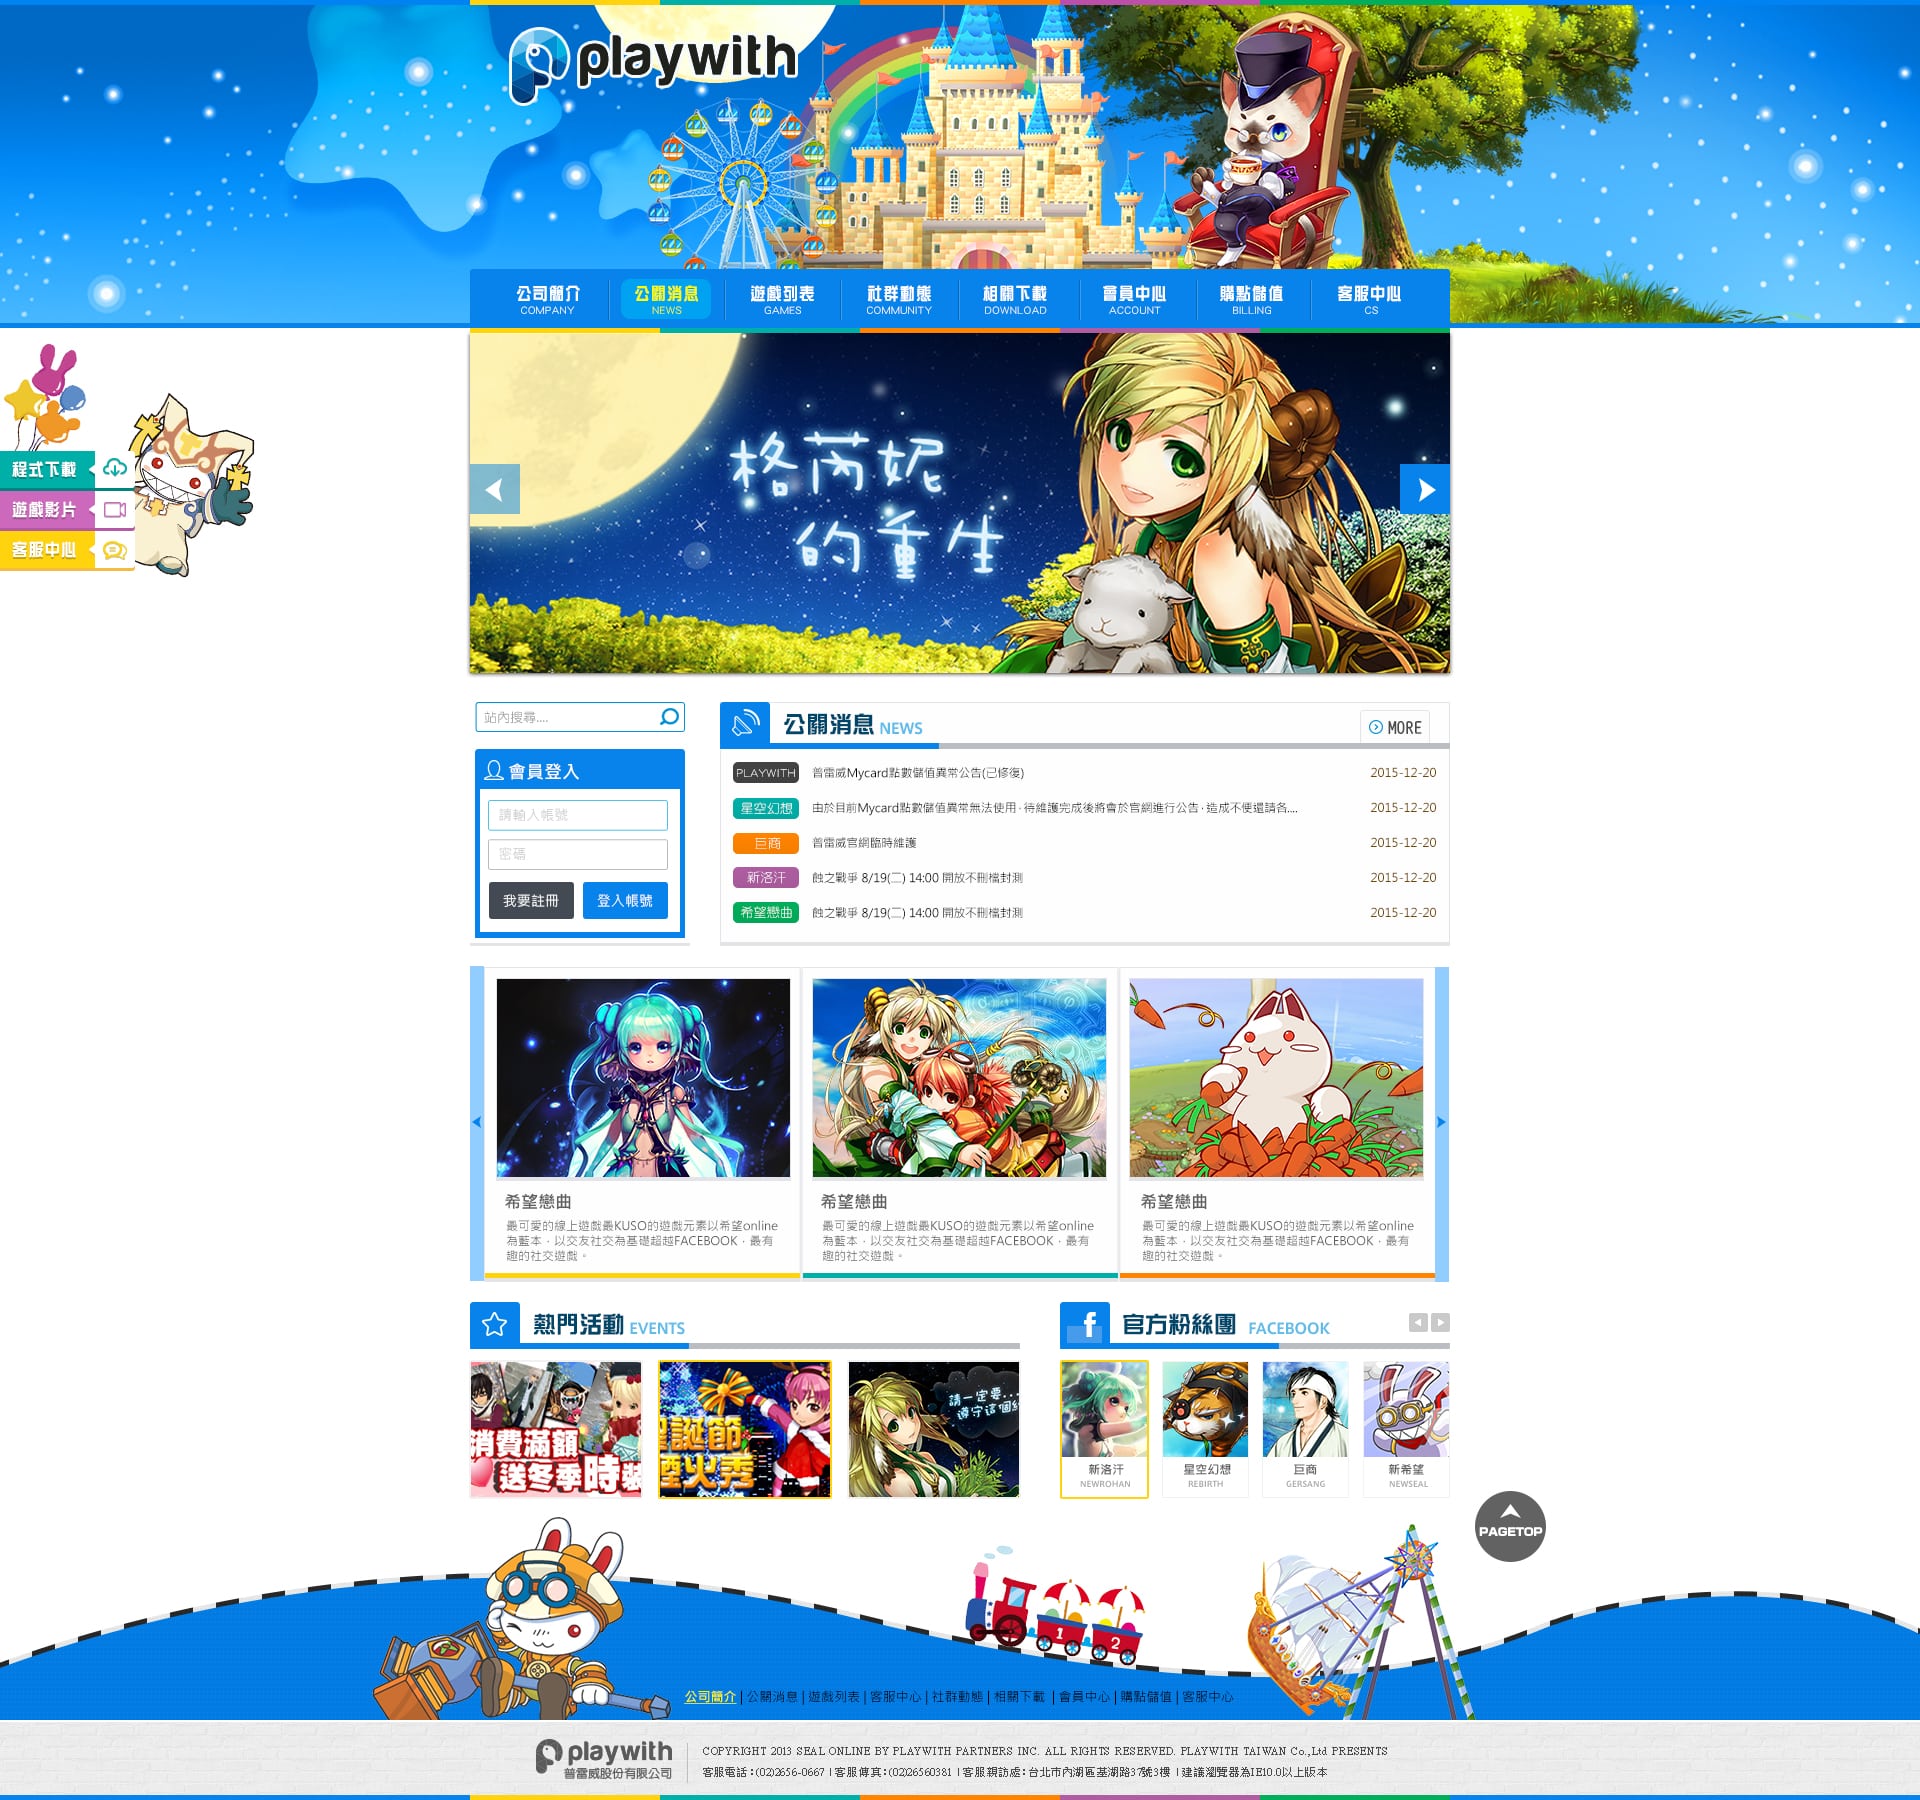 playwith
公司簡介
COMPANY
公關消息
NEWS
遊戲列表
GAMES
社群動態
COMMUNITY
相關下載
DOWNLOAD
會員中心
ACCOUNT
購點儲值
BILLING
客服中心
CS
程式下載
遊戲影片
客服中心
格芮妮
的重生
站內搜尋....
會員登入
請輸入帳號
密碼
我要註冊
登入帳號
公關消息 NEWS
MORE
PLAYWITH 普雷威Mycard點數儲值異常公告(已修復) 2015-12-20
星空幻想 由於目前Mycard點數儲值異常無法使用，待維護完成後將會於官網進行公告，造成不便還請各.... 2015-12-20
巨商 普雷威官網臨時維護 2015-12-20
新洛汗 蝕之戰爭 8/19(二) 14:00 開放不刪檔封測 2015-12-20
希望戀曲 蝕之戰爭 8/19(二) 14:00 開放不刪檔封測 2015-12-20
希望戀曲
最可愛的線上遊戲最KUSO的遊戲元素以希望online
為藍本，以交友社交為基礎超越FACEBOOK，最有
趣的社交遊戲。
希望戀曲
最可愛的線上遊戲最KUSO的遊戲元素以希望online
為藍本，以交友社交為基礎超越FACEBOOK，最有
趣的社交遊戲。
希望戀曲
最可愛的線上遊戲最KUSO的遊戲元素以希望online
為藍本，以交友社交為基礎超越FACEBOOK，最有
趣的社交遊戲。
熱門活動 EVENTS
消費滿額
送冬季時裝
誕節
煙火秀
請一定要...
遵守這個約
f 官方粉絲團 FACEBOOK
新洛汗
NEWROHAN
星空幻想
REBIRTH
巨商
GERSANG
新希望
NEWSEAL
PAGETOP
1
2
公司簡介 | 公關消息 | 遊戲列表 | 客服中心 | 社群動態 | 相關下載 | 會員中心 | 購點儲值 | 客服中心
playwith
普雷威股份有限公司
COPYRIGHT 2013 SEAL ONLINE BY PLAYWITH PARTNERS INC. ALL RIGHTS RESERVED. PLAYWITH TAIWAN Co.,Ltd PRESENTS
客服電話：(02)2656-0667 | 客服傳真：(02)26560381 | 客服親訪處：台北市內湖區基湖路37號3樓 | 建議瀏覽器為IE10.0以上版本